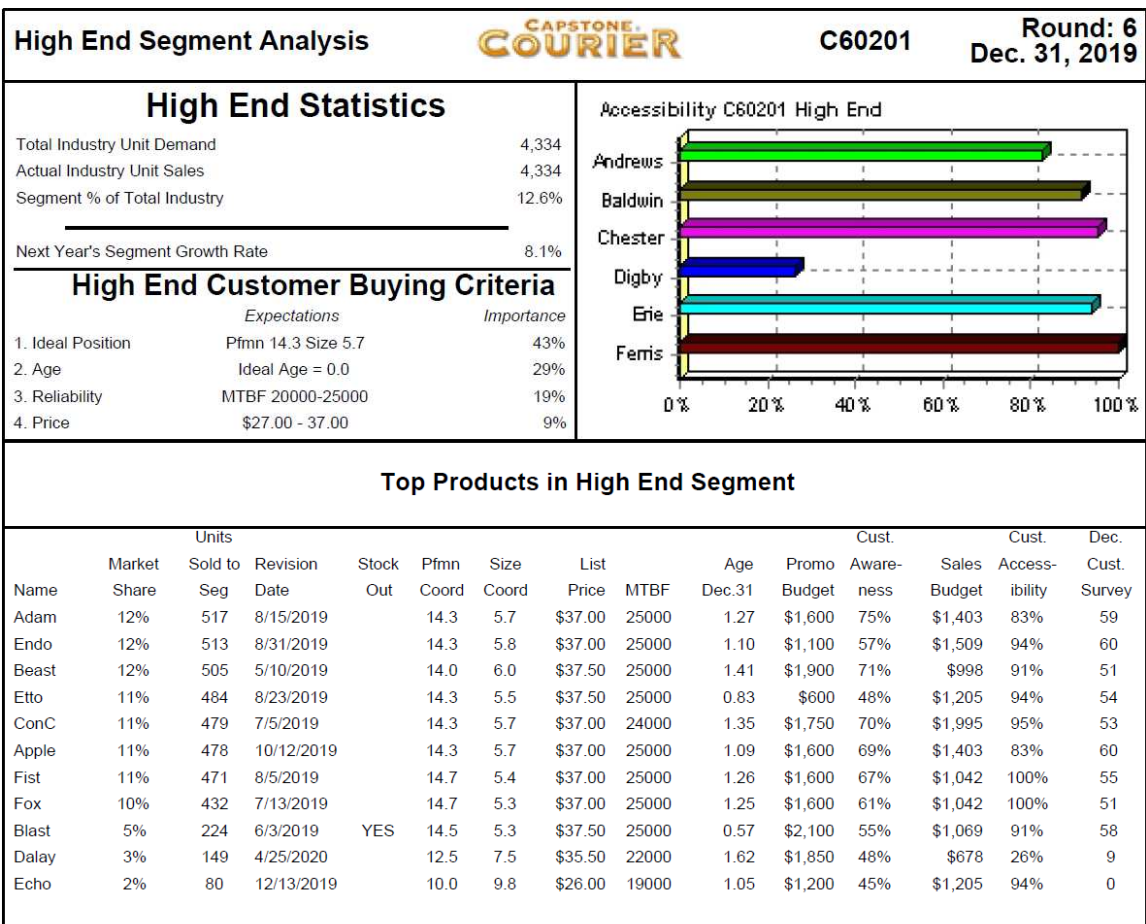 High End Segment Analysis
CAPSTONE
COURIER
C60201
Round: 6
Dec. 31, 2019
High End Statistics
Total Industry Unit Demand 4,334
Actual Industry Unit Sales 4,334
Segment % of Total Industry 12.6%
Next Year's Segment Growth Rate 8.1%
High End Customer Buying Criteria
Expectations Importance
1. Ideal Position Pfmn 14.3 Size 5.7 43%
2. Age Ideal Age = 0.0 29%
3. Reliability MTBF 20000-25000 19%
4. Price $27.00 - 37.00 9%
Accessibility C60201 High End
Andrews
Baldwin
Chester
Digby
Erie
Ferris
0% 20% 40% 60% 80% 100%
Top Products in High End Segment
Units Cust. Cust. Dec.
Market Sold to Revision Stock Pfmn Size List Age Promo Aware- Sales Access- Cust.
Name Share Seg Date Out Coord Coord Price MTBF Dec.31 Budget ness Budget ibility Survey
Adam 12% 517 8/15/2019 14.3 5.7 $37.00 25000 1.27 $1,600 75% $1,403 83% 59
Endo 12% 513 8/31/2019 14.3 5.8 $37.00 25000 1.10 $1,100 57% $1,509 94% 60
Beast 12% 505 5/10/2019 14.0 6.0 $37.50 25000 1.41 $1,900 71% $998 91% 51
Etto 11% 484 8/23/2019 14.3 5.5 $37.50 25000 0.83 $600 48% $1,205 94% 54
ConC 11% 479 7/5/2019 14.3 5.7 $37.00 24000 1.35 $1,750 70% $1,995 95% 53
Apple 11% 478 10/12/2019 14.3 5.7 $37.00 25000 1.09 $1,600 69% $1,403 83% 60
Fist 11% 471 8/5/2019 14.7 5.4 $37.00 25000 1.26 $1,600 67% $1,042 100% 55
Fox 10% 432 7/13/2019 14.7 5.3 $37.00 25000 1.25 $1,600 61% $1,042 100% 51
Blast 5% 224 6/3/2019 YES 14.5 5.3 $37.50 25000 0.57 $2,100 55% $1,069 91% 58
Dalay 3% 149 4/25/2020 12.5 7.5 $35.50 22000 1.62 $1,850 48% $678 26% 9
Echo 2% 80 12/13/2019 10.0 9.8 $26.00 19000 1.05 $1,200 45% $1,205 94% 0